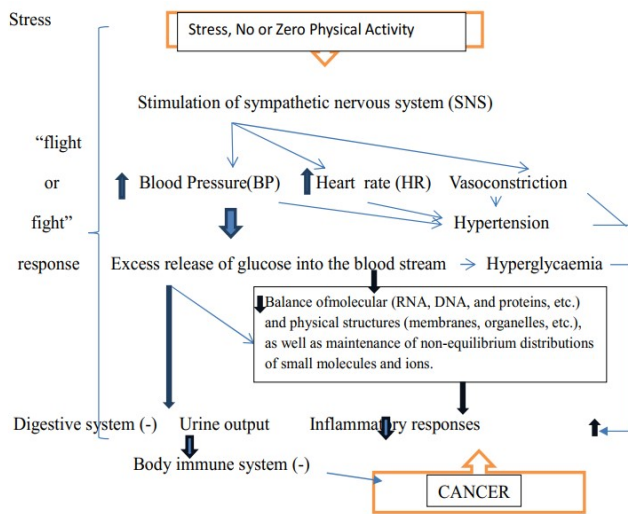 Stress
Stress, No or Zero Physical Activity
Stimulation of sympathetic nervous system (SNS)
“flight
or
fight”
response
Blood Pressure(BP) Heart rate (HR) Vasoconstriction
Hypertension
Excess release of glucose into the blood stream Hyperglycaemia
Balance ofmolecular (RNA, DNA, and proteins, etc.)
and physical structures (membranes, organelles, etc.),
as well as maintenance of non-equilibrium distributions
of small molecules and ions.
Digestive system (-) Urine output Inflammatory responses
Body immune system (-)
CANCER